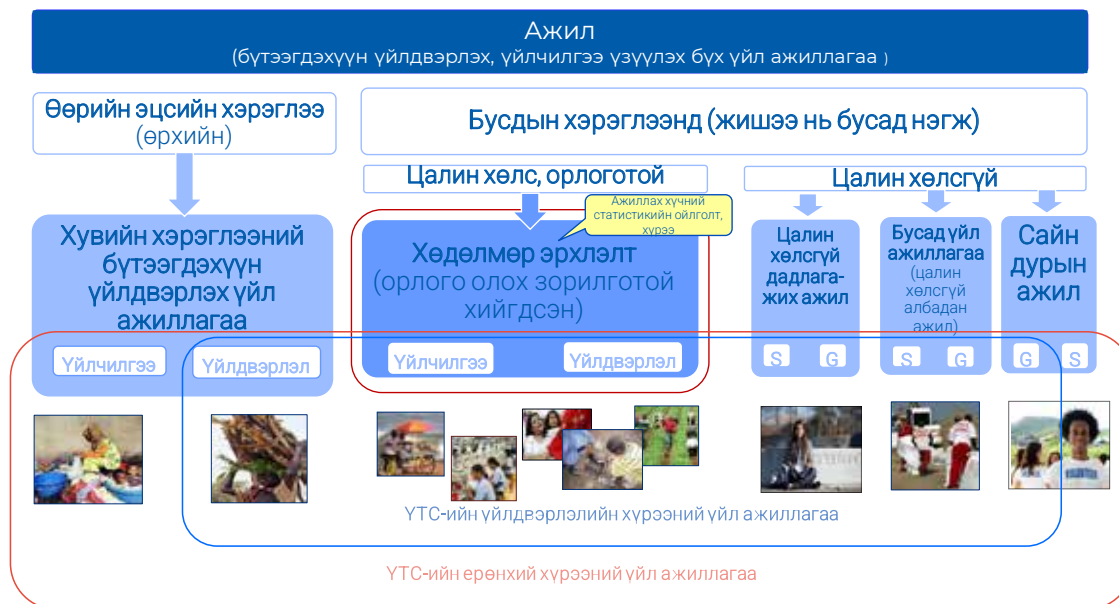 Ажил
(бүтээгдэхүүн үйлдвэрлэх, үйлчилгээ үзүүлэх бүх үйл ажиллагаа )
Өөрийн эцсийн хэрэглээ
(өрхийн)
Бусдын хэрэглээнд (жишээ нь бусад нэгж)
Цалин хөлс, орлоготой
Цалин хөлсгүй
Ажиллах хүчний
статистикийн ойлголт,
хүрээ
Хувийн хэрэглээний
бүтээгдэхүүн
үйлдвэрлэх үйл
ажиллагаа
Үйлчилгээ
Үйлдвэрлэл
Хөдөлмөр эрхлэлт
(орлого олох зорилготой
хийгдсэн)
Үйлчилгээ
Үйлдвэрлэл
Цалин
хөлсгүй
дадлага-
жих ажил
S G
Бусад үйл
ажиллагаа
(цалин
хөлсгүй
албадан
ажил)
S G
Сайн
дурын
ажил
G S
ҮТС-ийн үйлдвэрлэлийн хүрээний үйл ажиллагаа
ҮТС-ийн ерөнхий хүрээний үйл ажиллагаа